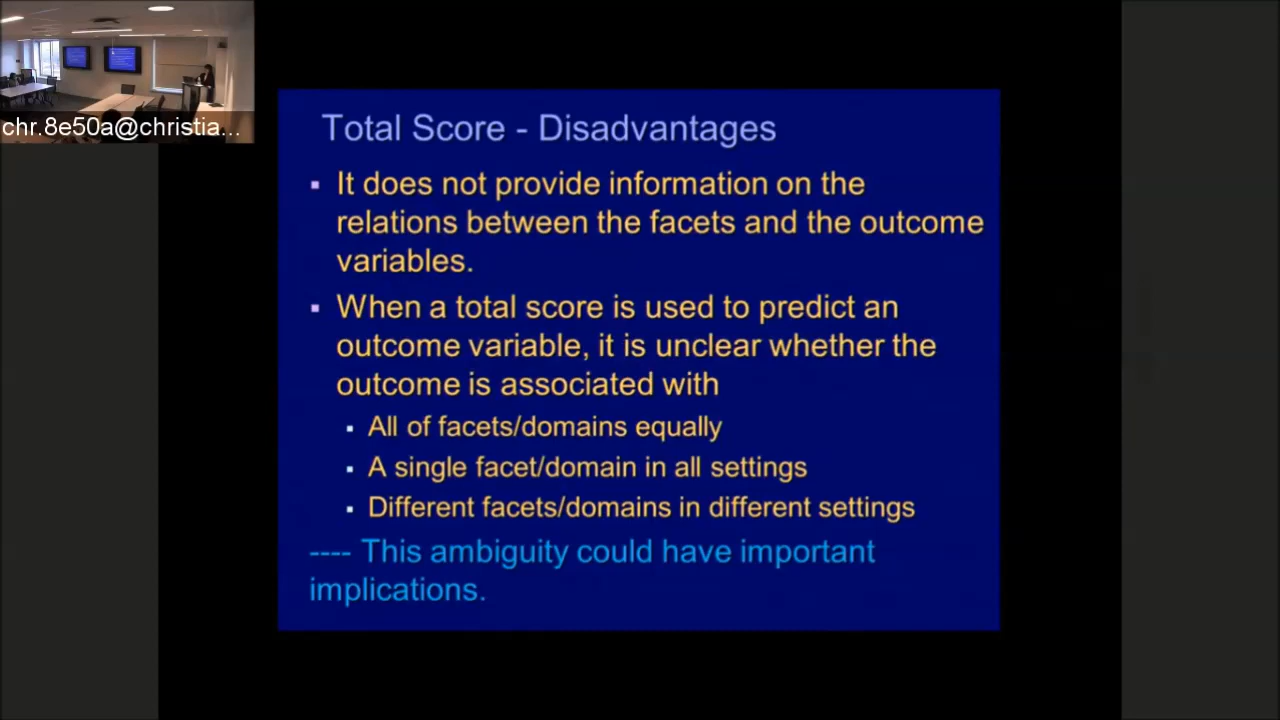 chr.8e50a@christia...
Total Score - Disadvantages
▪ It does not provide information on the
relations between the facets and the outcome
variables.
▪ When a total score is used to predict an
outcome variable, it is unclear whether the
outcome is associated with
▪ All of facets/domains equally
▪ A single facet/domain in all settings
▪ Different facets/domains in different settings
---- This ambiguity could have important
implications.